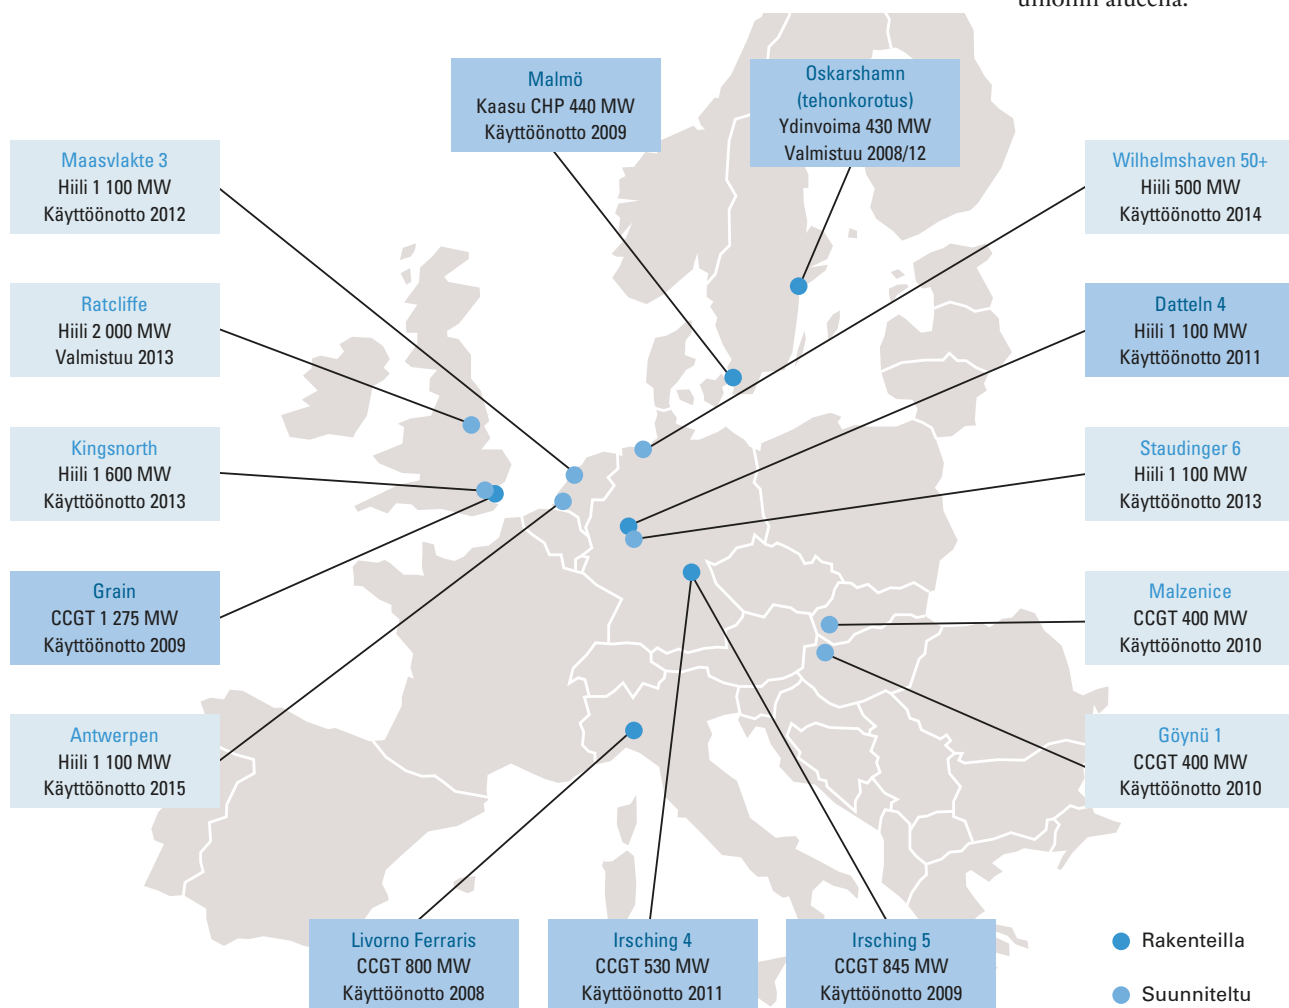 alueella.
Malmö
Kaasu CHP 440 MW
Käyttöönotto 2009
Oskarshamn
(tehonkorotus)
Ydinvoima 430 MW
Valmistuu 2008/12
Maasvlakte 3
Hiili 1 100 MW
Käyttöönotto 2012
Wilhelmshaven 50+
Hiili 500 MW
Käyttöönotto 2014
Ratcliffe
Hiili 2 000 MW
Valmistuu 2013
Datteln 4
Hiili 1 100 MW
Käyttöönotto 2011
Kingsnorth
Hiili 1 600 MW
Käyttöönotto 2013
Staudinger 6
Hiili 1 100 MW
Käyttöönotto 2013
Grain
CCGT 1 275 MW
Käyttöönotto 2009
Malzenice
CCGT 400 MW
Käyttöönotto 2010
Antwerpen
Hiili 1 100 MW
Käyttöönotto 2015
Göynü 1
CCGT 400 MW
Käyttöönotto 2010
Livorno Ferraris
CCGT 800 MW
Käyttöönotto 2008
Irsching 4
CCGT 530 MW
Käyttöönotto 2011
Irsching 5
CCGT 845 MW
Käyttöönotto 2009
Rakenteilla
Suunniteltu